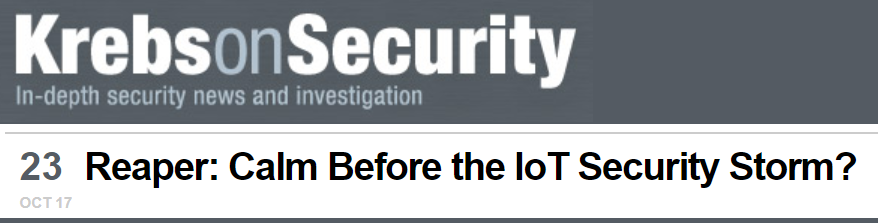 KrebsonSecurity
In-depth security news and investigation
23 Reaper: Calm Before the IoT Security Storm?
OCT 17